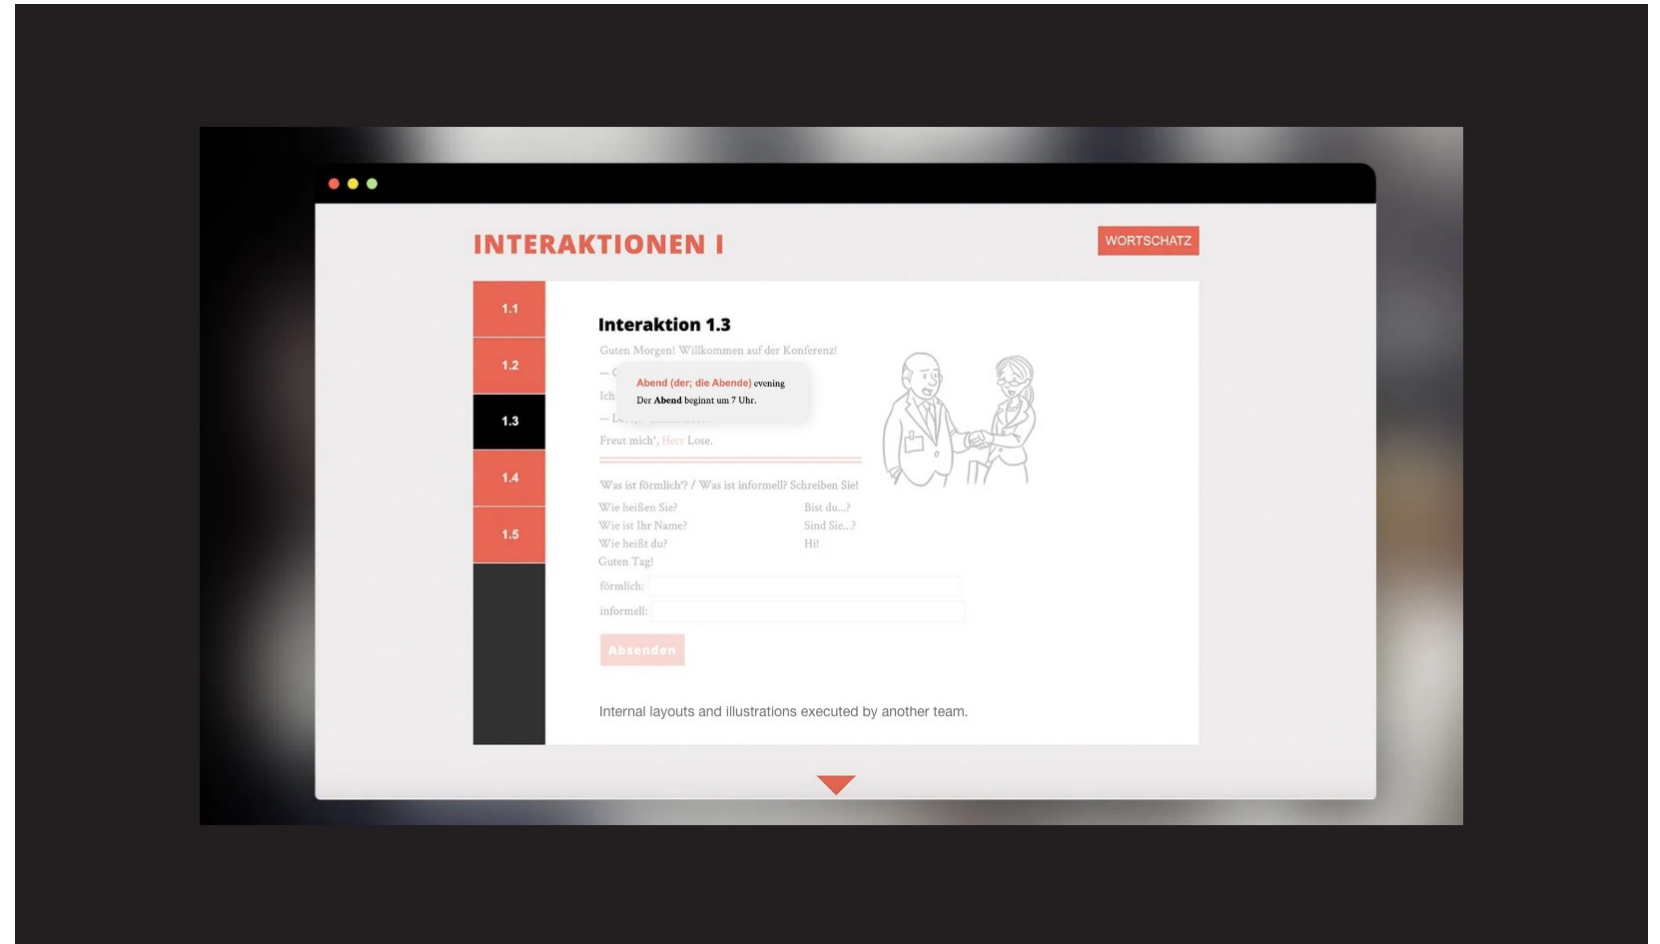 INTERAKTIONEN I
WORTSCHATZ
1.1
1.2
1.3
1.4
1.5
Interaktion 1.3
Guten Morgen! Willkommen auf der Konferenz!
Abend (der; die Abende) evening
Der Abend beginnt um 7 Uhr.
Ich
Freut mich*, Herr Lose.
Was ist förmlich*? / Was ist informell? Schreiben Sie!
Wie heißen Sie?
Wie ist Ihr Name?
Wie heißt du?
Guten Tag!
Bist du...?
Sind Sie...?
Hi!
förmlich:
informell:
Absenden
Internal layouts and illustrations executed by another team.